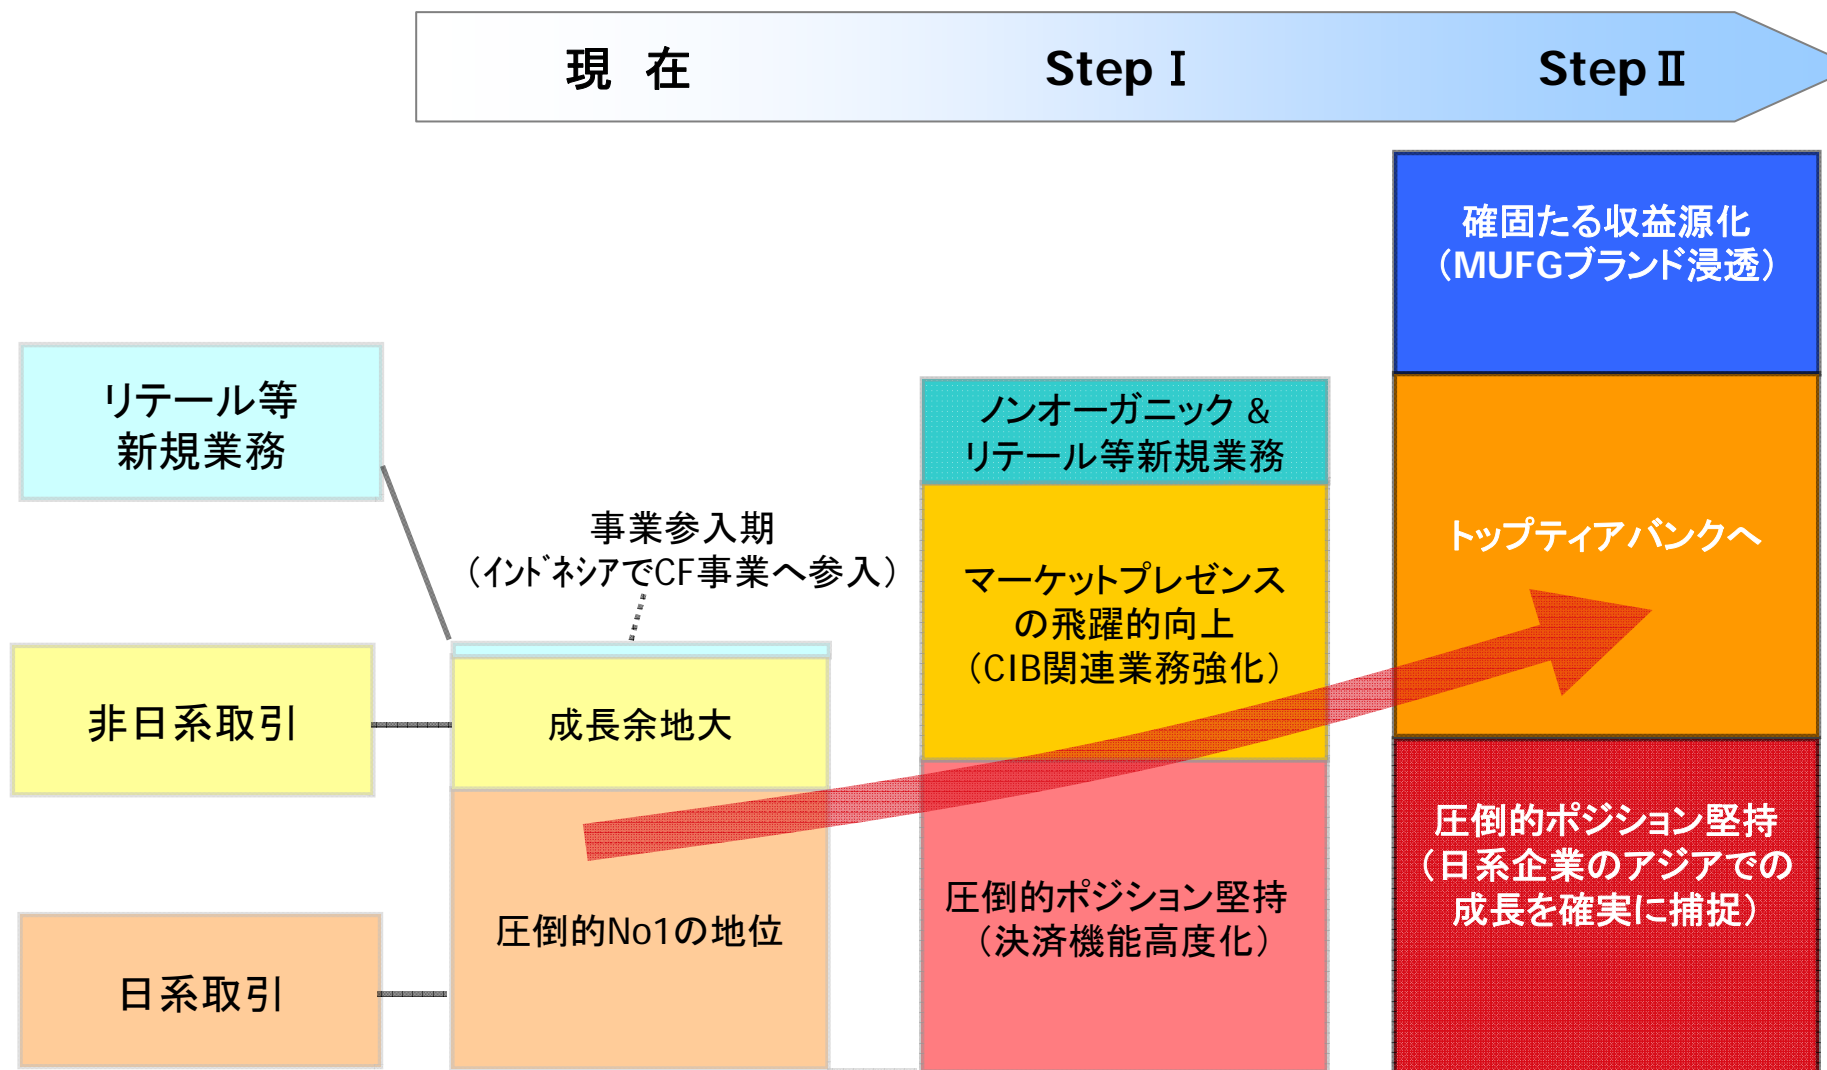 現 在
Step Ⅰ
Step Ⅱ
リテール等
新規業務
非日系取引
日系取引
事業参入期
（インドネシアでCF事業へ参入）
成長余地大
圧倒的No1の地位
ノンオーガニック &
リテール等新規業務
マーケットプレゼンス
の飛躍的向上
（CIB関連業務強化）
圧倒的ポジション堅持
（決済機能高度化）
確固たる収益源化
（MUFGブランド浸透）
トップティアバンクへ
圧倒的ポジション堅持
（日系企業のアジアでの
成長を確実に捕捉）